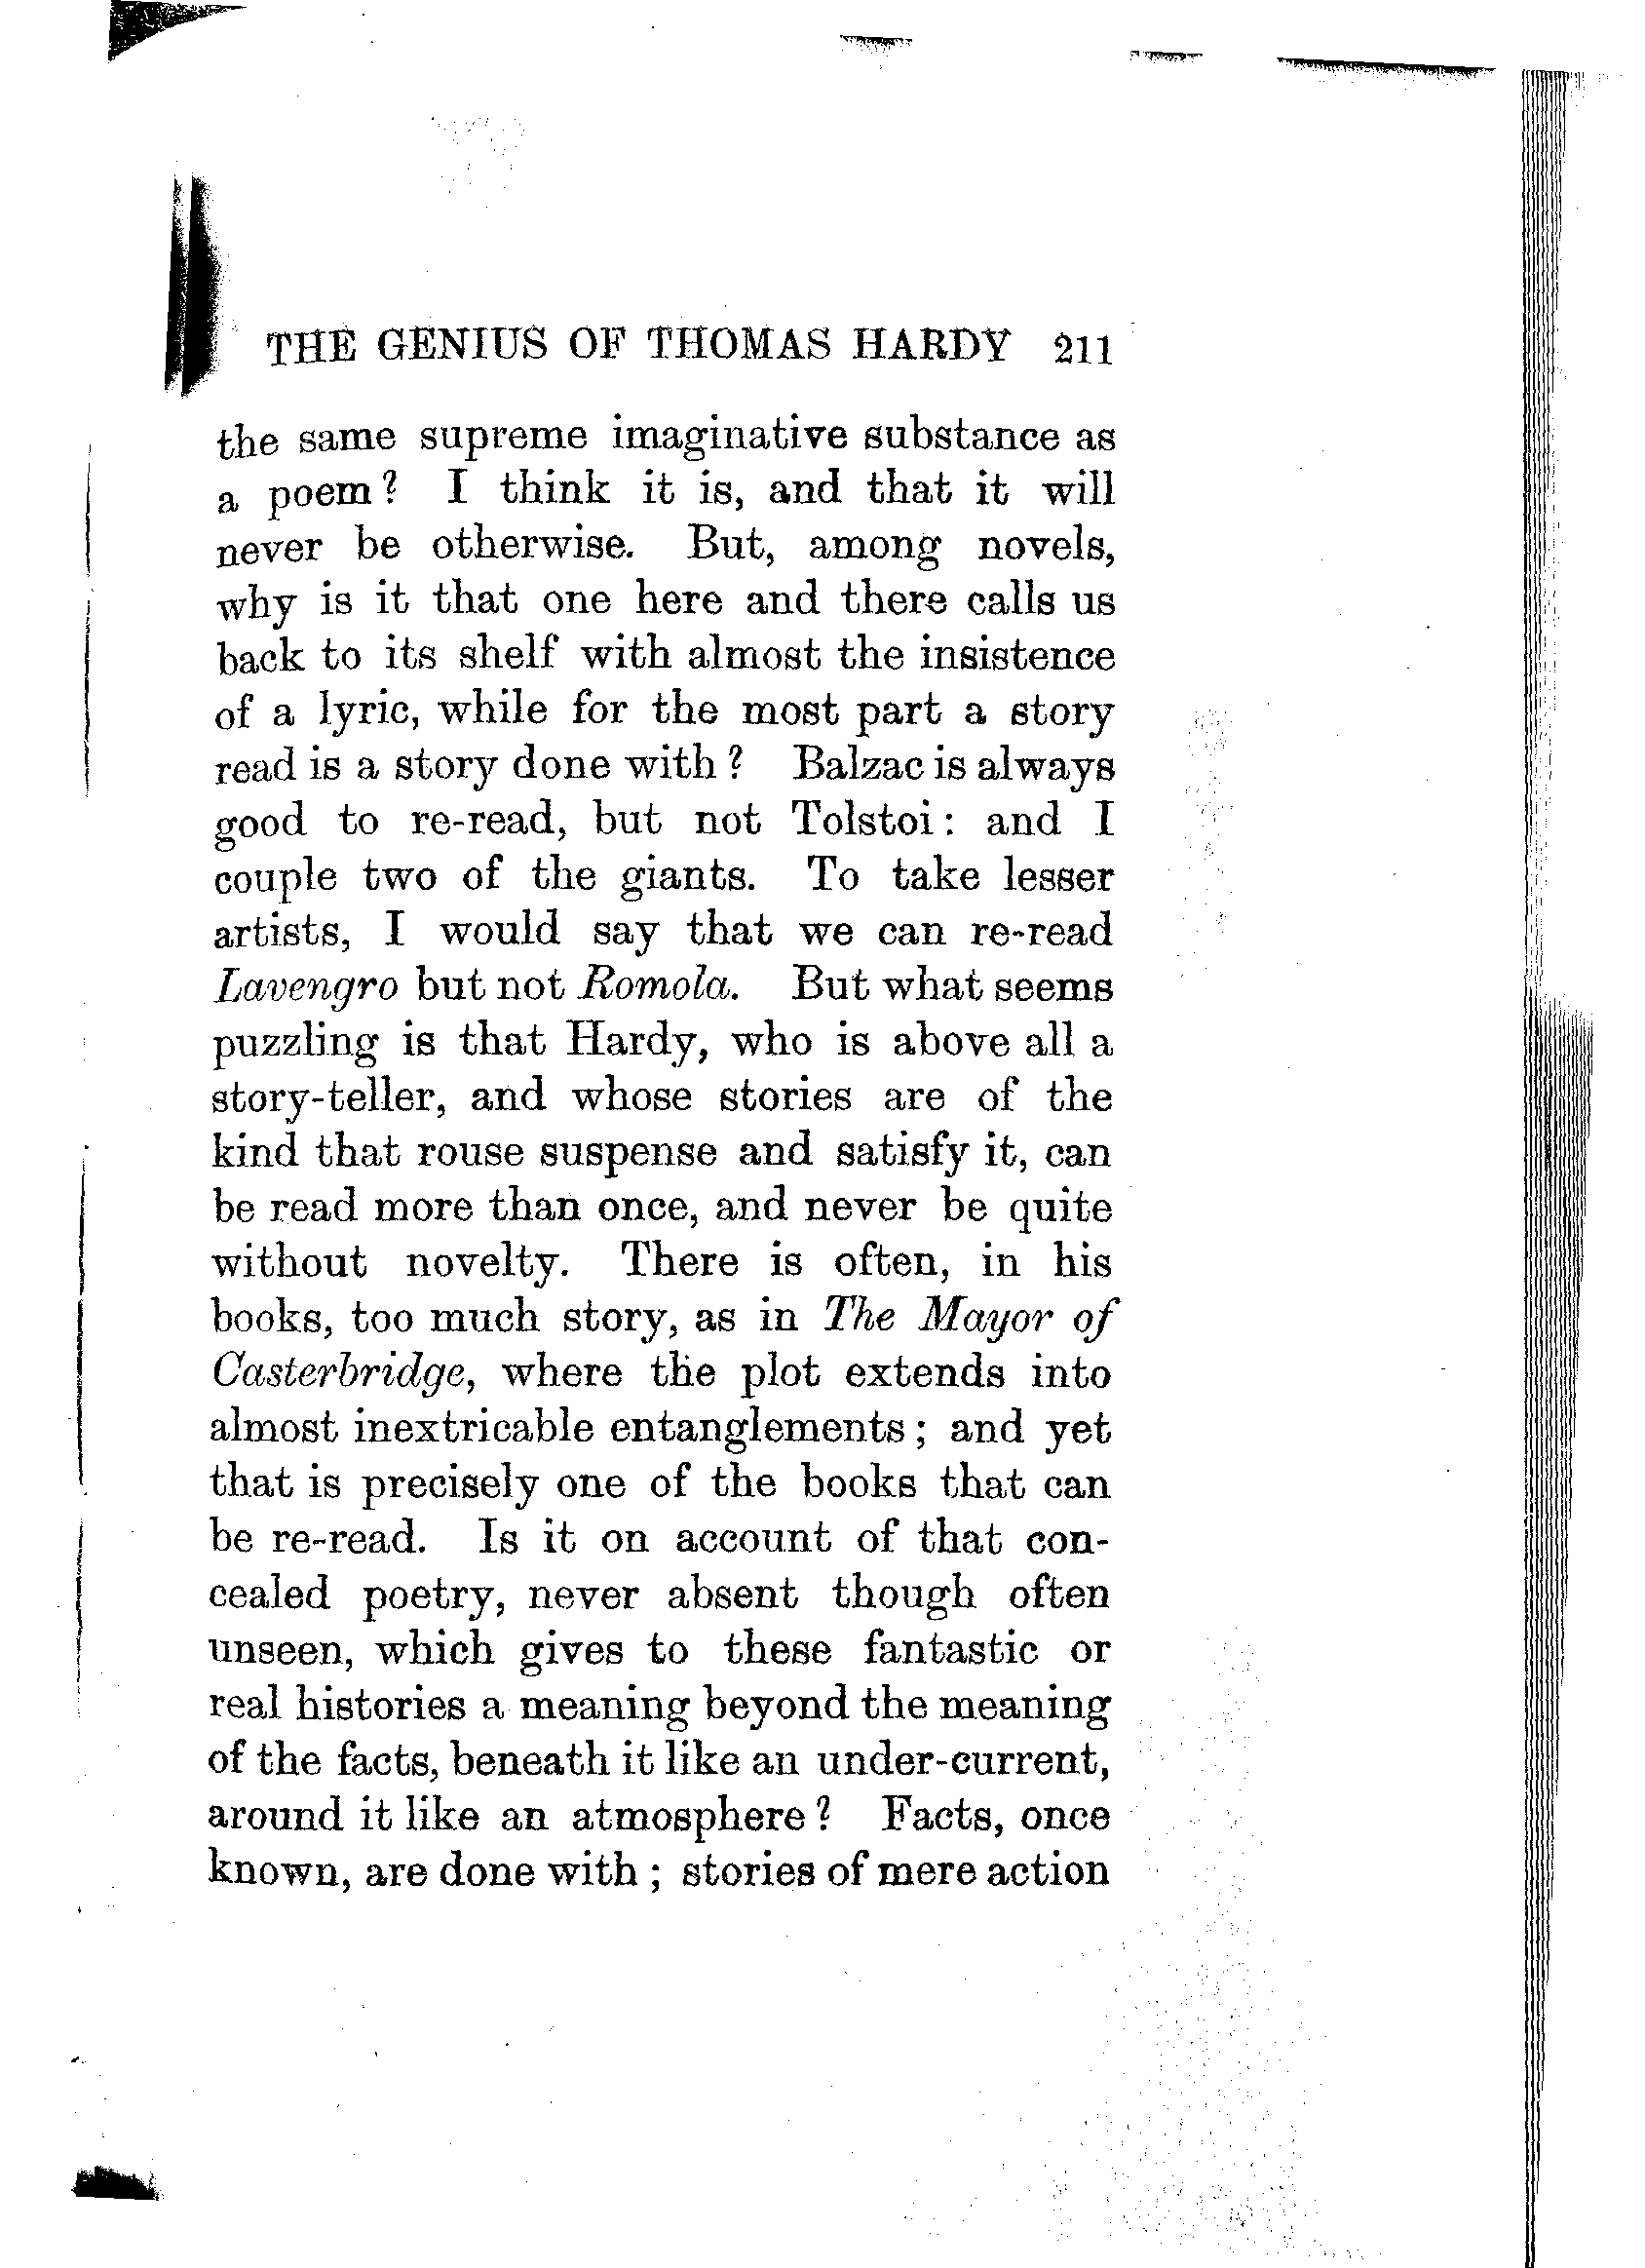 THE GENIUS OF THOMAS HARDY 211
the same supreme imaginative substance as
a poem? I think it is, and that it will
never be otherwise. But, among novels,
why is it that one here and there calls us
back to its shelf with almost the insistence
of a lyric, while for the most part a story
read is a story done with? Balzac is always
good to re-read, but not Tolstoi: and I
couple two of the giants. To take lesser
artists, I would say that we can re-read
Lavengro but not Romola. But what seems
puzzling is that Hardy, who is above all a
story-teller, and whose stories are of the
kind that rouse suspense and satisfy it, can
be read more than once, and never be quite
without novelty. There is often, in his
books, too much story, as in The Mayor of
Casterbridge, where the plot extends into
almost inextricable entanglements; and yet
that is precisely one of the books that can
be re-read. Is it on account of that con-
cealed poetry, never absent though often
unseen, which gives to these fantastic or
real histories a meaning beyond the meaning
of the facts, beneath it like an under-current,
around it like an atmosphere? Facts, once
known, are done with; stories of mere action